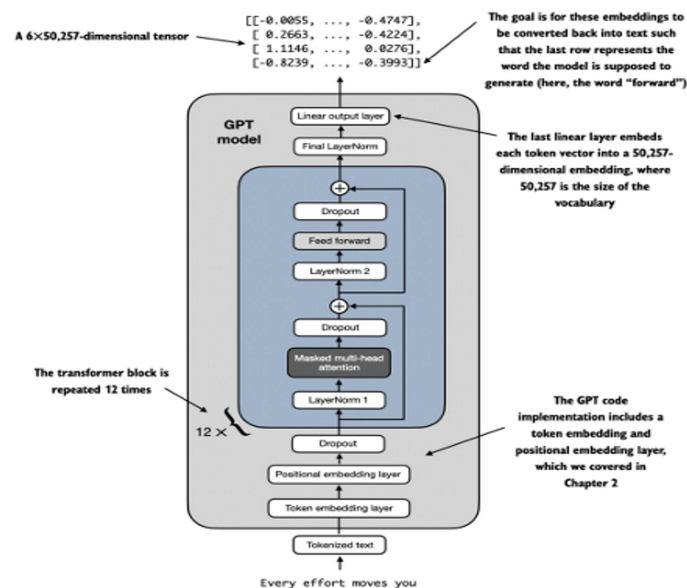 [[-0.0055, ..., -0.4747],
[ 0.2663, ..., -0.4224],
[ 1.1146, ..., 0.0276],
[-0.8239, ..., -0.3993]]
A 6×50,257-dimensional tensor
The goal is for these embeddings to
be converted back into text such
that the last row represents the
word the model is supposed to
generate (here, the word “forward”)
GPT
model
Linear output layer
Final LayerNorm
The last linear layer embeds
each token vector into a 50,257-
dimensional embedding, where
50,257 is the size of the
vocabulary
+
Dropout
Feed forward
LayerNorm 2
+
Dropout
Masked multi-head
attention
LayerNorm 1
The transformer block is
repeated 12 times
12 ×
{
Dropout
Positional embedding layer
Token embedding layer
The GPT code
implementation includes a
token embedding and
positional embedding layer,
which we covered in
Chapter 2
Tokenized text
Every effort moves you